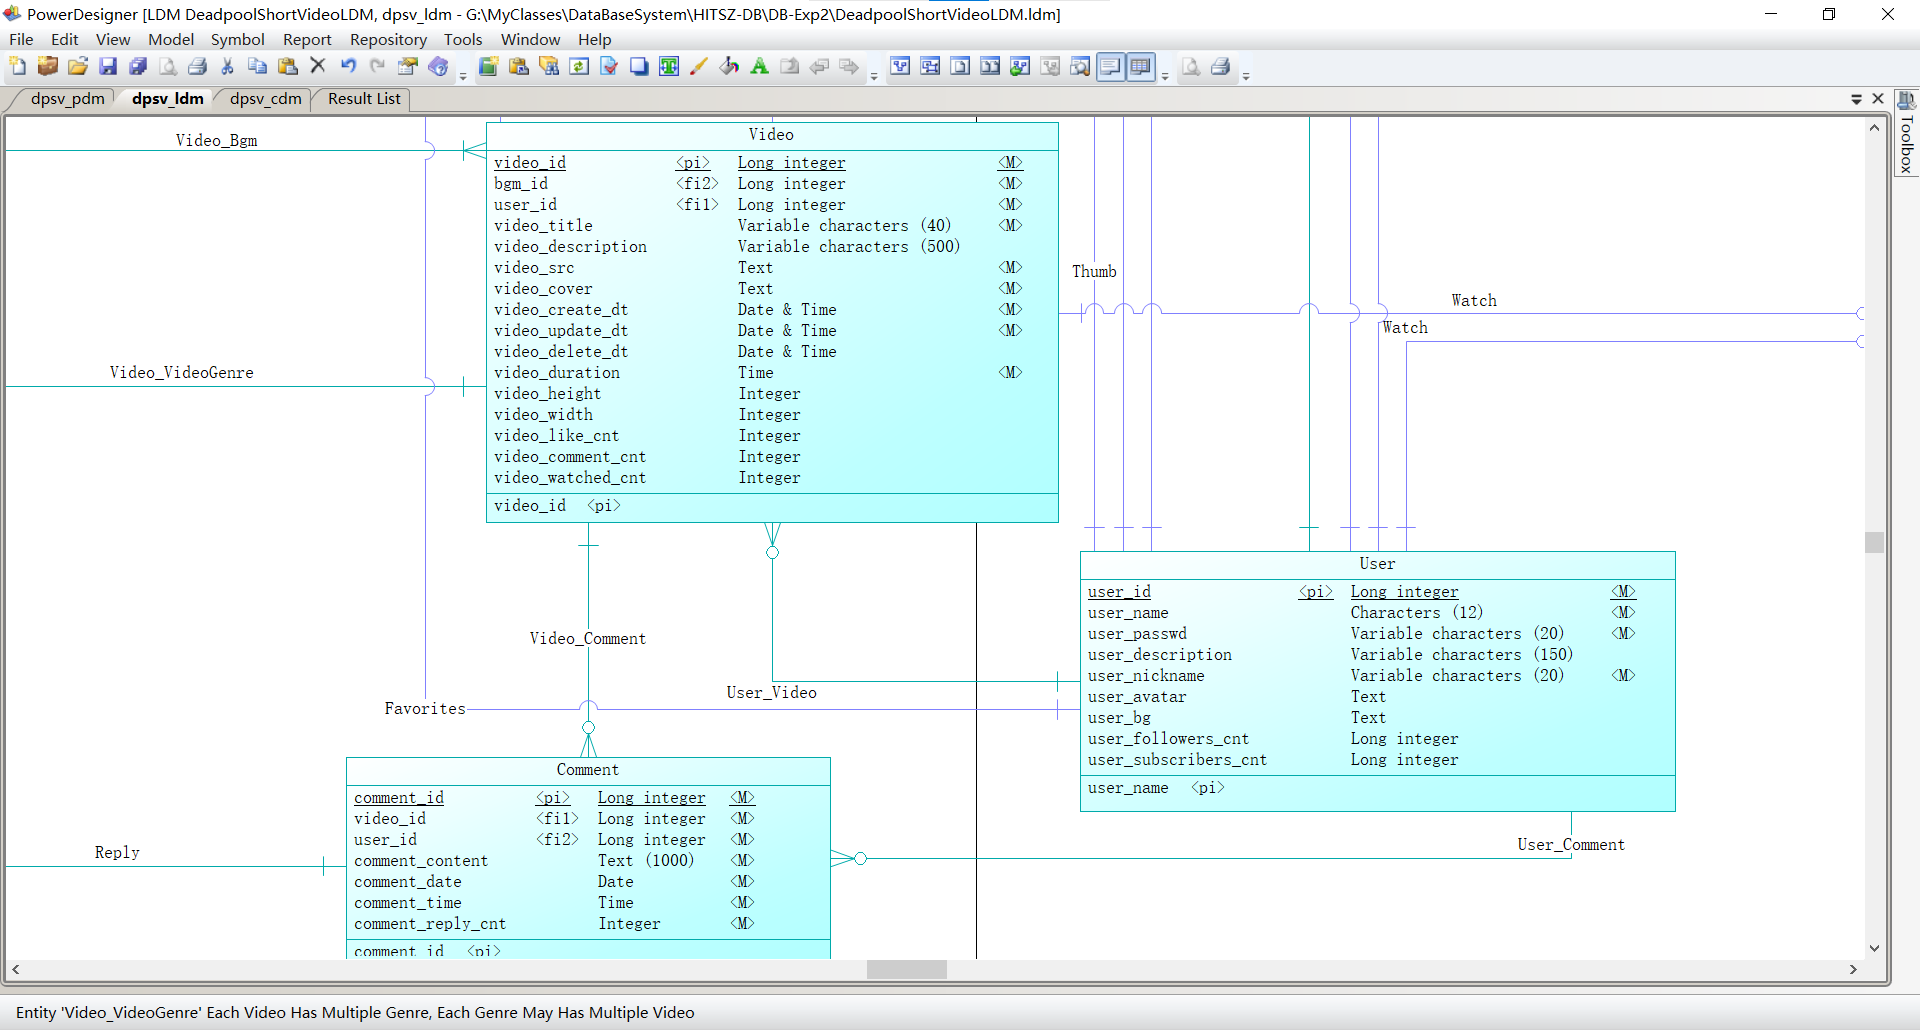 PowerDesigner [LDM DeadpoolShortVideoLDM, dpsv_ldm - G:\MyClasses\DataBaseSystem\HITSZ-DB\DB-Exp2\DeadpoolShortVideoLDM.ldm]
File Edit View Model Symbol Report Repository Tools Window Help
dpsv_pdm dpsv_ldm dpsv_cdm Result List
Toolbox
Video_Bgm
Video_VideoGenre
Video
video_id <pi> Long integer <M>
bgm_id <fi2> Long integer <M>
user_id <fi1> Long integer <M>
video_title Variable characters (40) <M>
video_description Variable characters (500)
video_src Text <M>
video_cover Text <M>
video_create_dt Date & Time <M>
video_update_dt Date & Time <M>
video_delete_dt Date & Time
video_duration Time <M>
video_height Integer
video_width Integer
video_like_cnt Integer
video_comment_cnt Integer
video_watched_cnt Integer
video_id <pi>
Thumb
Watch
Watch
Video_Comment
User_Video
Favorites
User
user_id <pi> Long integer <M>
user_name Characters (12) <M>
user_passwd Variable characters (20) <M>
user_description Variable characters (150)
user_nickname Variable characters (20) <M>
user_avatar Text
user_bg Text
user_followers_cnt Long integer
user_subscribers_cnt Long integer
user_name <pi>
User_Comment
Reply
Comment
comment_id <pi> Long integer <M>
video_id <fi1> Long integer <M>
user_id <fi2> Long integer <M>
comment_content Text (1000) <M>
comment_date Date <M>
comment_time Time <M>
comment_reply_cnt Integer <M>
comment_id <pi>
Entity 'Video_VideoGenre' Each Video Has Multiple Genre, Each Genre May Has Multiple Video